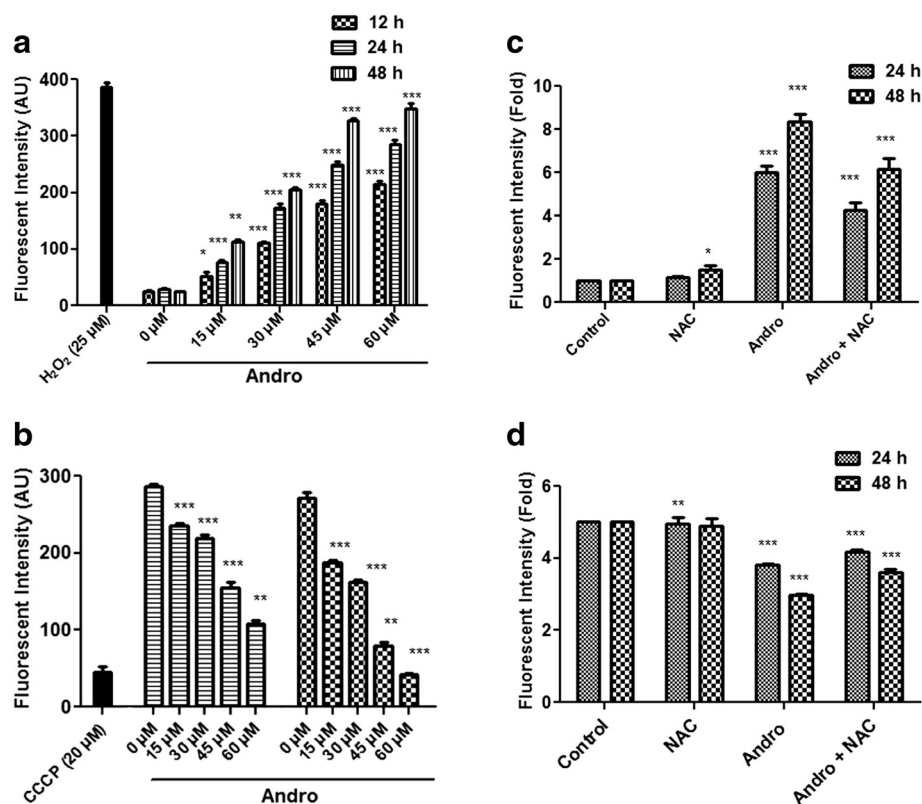 a
12 h
24 h
48 h
Fluorescent Intensity (AU)
400
300
200
100
0
* *** **
*** *** ***
*** *** ***
*** *** ***
H₂O₂ (25 µM)
0 µM
15 µM
30 µM
45 µM
60 µM
Andro
b
Fluorescent Intensity (AU)
300
200
100
0
*** *** *** **
*** *** ** ***
CCCP (20 µM)
0 µM
15 µM
30 µM
45 µM
60 µM
0 µM
15 µM
30 µM
45 µM
60 µM
Andro
c
24 h
48 h
Fluorescent Intensity (Fold)
10
8
6
4
2
0
*
*** ***
*** ***
Control
NAC
Andro
Andro + NAC
d
24 h
48 h
Fluorescent Intensity (Fold)
6
4
2
0
**
*** ***
*** ***
Control
NAC
Andro
Andro + NAC